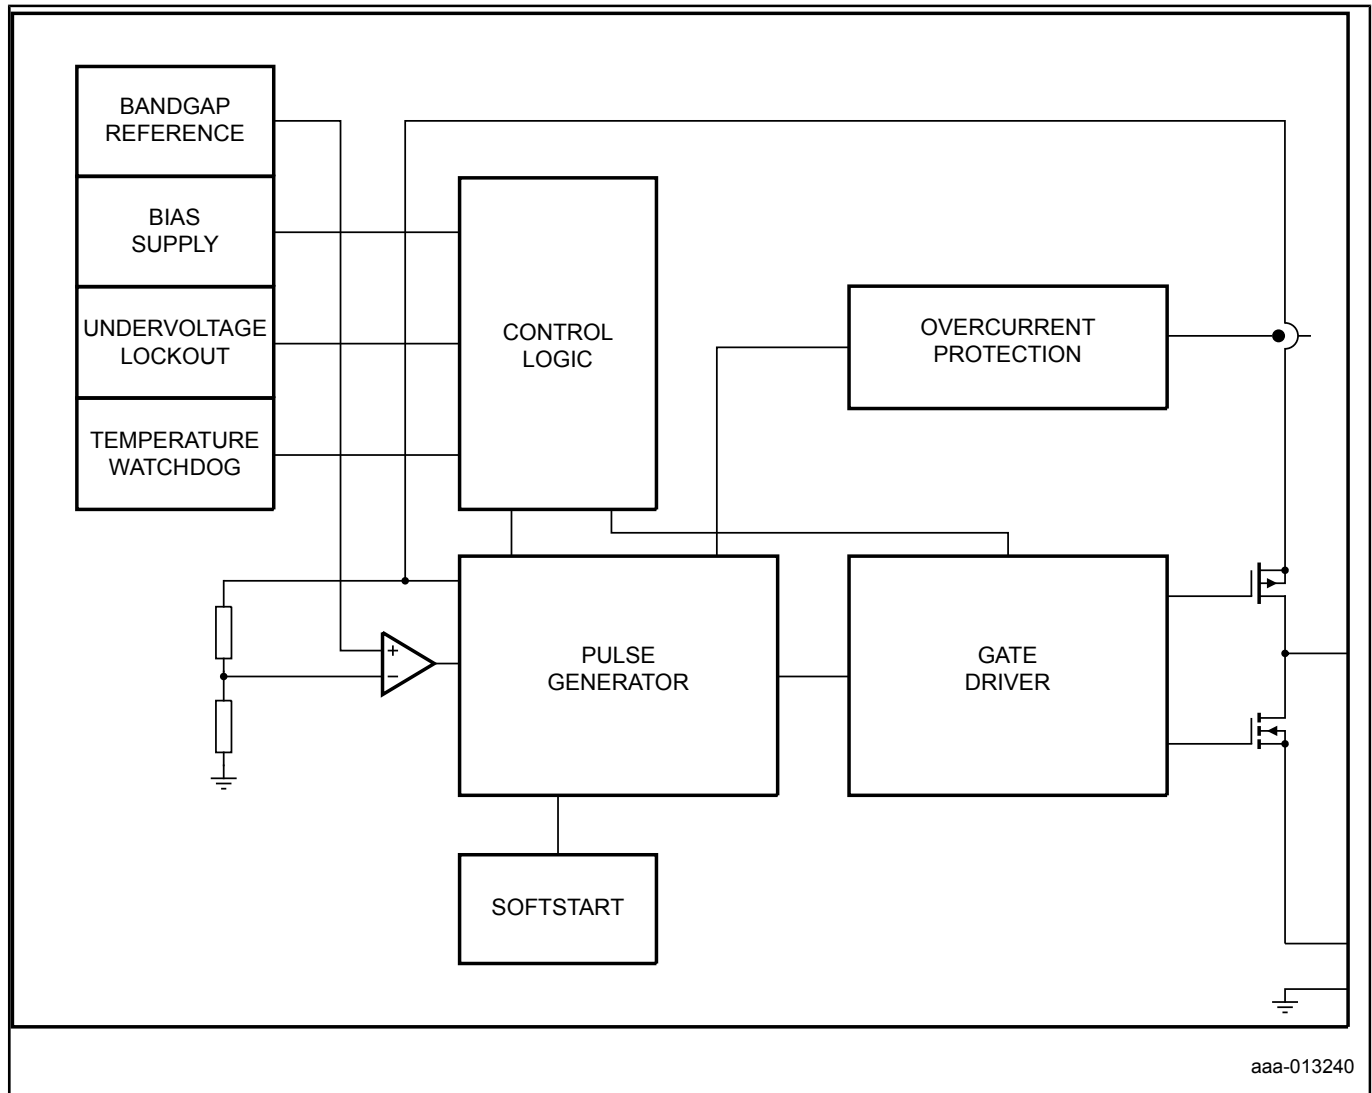 BANDGAP
REFERENCE
BIAS
SUPPLY
UNDERVOLTAGE
LOCKOUT
TEMPERATURE
WATCHDOG
CONTROL
LOGIC
OVERCURRENT
PROTECTION
+
−
PULSE
GENERATOR
GATE
DRIVER
SOFTSTART
aaa-013240